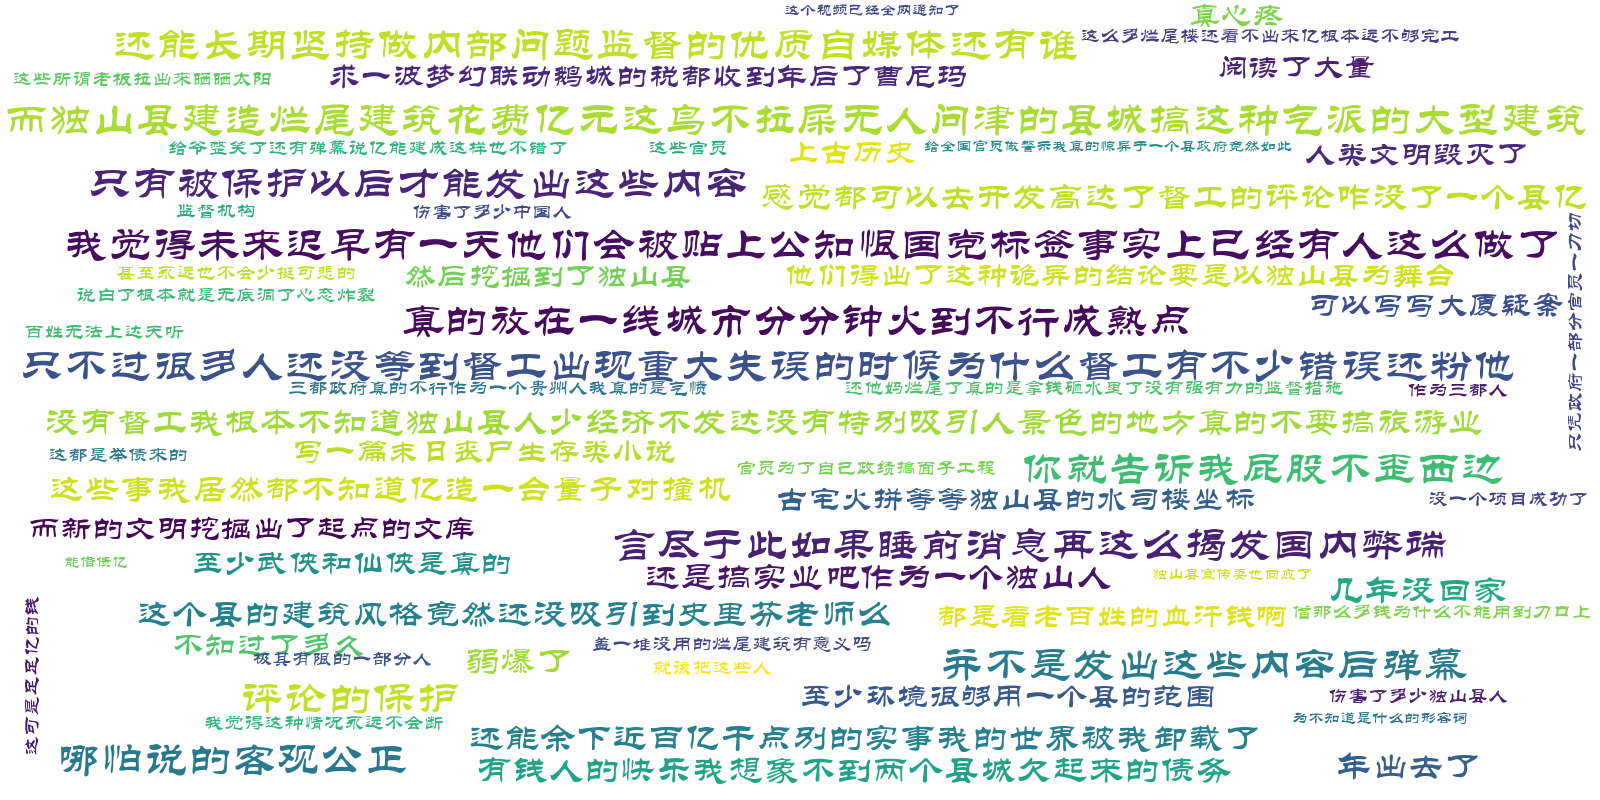 这个视频已经全网通知了
真心疼
还能长期坚持做内部问题监督的优质自媒体还有谁
这么多烂尾楼还看不出来亿根本远不够完工
这些所谓老板拉出来晒晒太阳
求一波梦幻联动鹅城的税都收到年后了曹尼玛
阅读了大量
而独山县建造烂尾建筑花费亿元这鸟不拉屎无人问津的县城搞这种气派的大型建筑
给爷整笑了还有弹幕说亿能建成这样也不错了
这些官员
上古历史
给全国官员做警示我真的惊异于一个县政府竟然如此
人类文明毁灭了
只有被保护以后才能发出这些内容
感觉都可以去开发高达了督工的评论咋没了一个县亿
监督机构
伤害了多少中国人
只凭政府一部分官员一刀切
我觉得未来迟早有一天他们会被贴上公知恨国党标签事实上已经有人这么做了
甚至永远也不会少挺可悲的
然后挖掘到了独山县
他们得出了这种诡异的结论要是以独山县为舞台
说白了根本就是无底洞了心态炸裂
可以写写大厦疑案
真的放在一线城市分分钟火到不行成熟点
百姓无法上达天听
只不过很多人还没等到督工出现重大失误的时候为什么督工有不少错误还粉他
三都政府真的不行作为一个贵州人我真的是气愤
还他妈烂尾了真的是拿钱砸水里了没有强有力的监督措施
作为三都人
没有督工我根本不知道独山县人少经济不发达没有特别吸引人景色的地方真的不要搞旅游业
这都是举债来的
写一篇末日丧尸生存类小说
官员为了自己政绩搞面子工程
你就告诉我屁股不歪西边
这些事我居然都不知道亿造一台量子对撞机
古宅火拼等等独山县的水司楼坐标
没一个项目成功了
而新的文明挖掘出了起点的文库
言尽于此如果睡前消息再这么揭发国内弊端
能借债亿
至少武侠和仙侠是真的
还是搞实业吧作为一个独山人
独山县宣传委也回应了
几年没回家
这可是足足亿的钱
这个县的建筑风格竟然还没吸引到史里芬老师么
都是看老百姓的血汗钱啊
借那么多钱为什么不能用到刀口上
不知过了多久
极其有限的一部分人
弱爆了
盖一堆没用的烂尾建筑有意义吗
就该把这些人
并不是发出这些内容后弹幕
评论的保护
至少环境很够用一个县的范围
伤害了多少独山县人
我觉得这种情况永远不会断
为不知道是什么的形容词
哪怕说的客观公正
还能余下近百亿干点别的实事我的世界被我卸载了
有钱人的快乐我想象不到两个县城欠起来的债务
年出去了